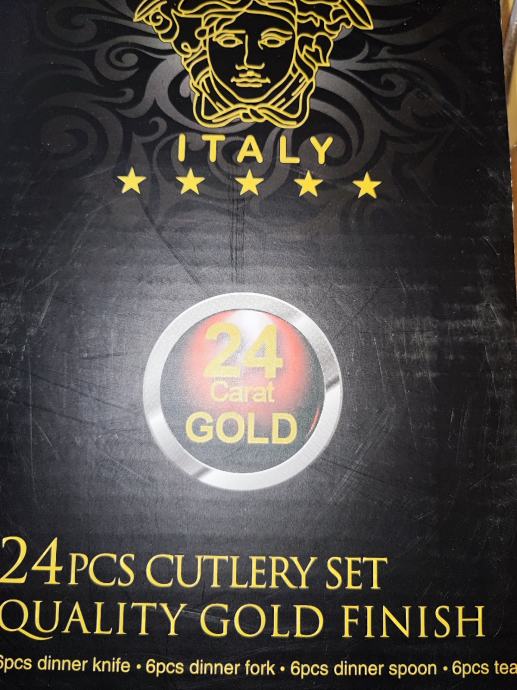 ITALY
24
Carat
GOLD
24PCS CUTLERY SET
QUALITY GOLD FINISH
6pcs dinner knife • 6pcs dinner fork • 6pcs dinner spoon • 6pcs tea